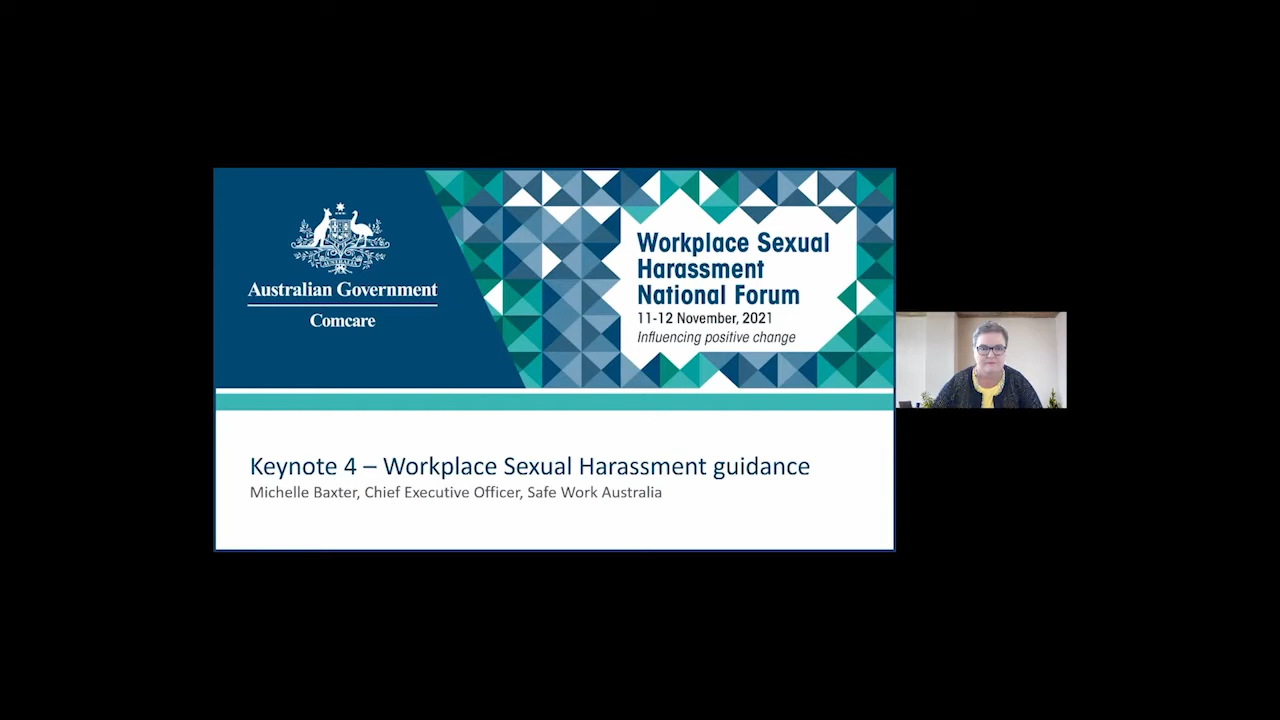 Australian Government
Comcare
Workplace Sexual
Harassment
National Forum
11-12 November, 2021
Influencing positive change
Keynote 4 – Workplace Sexual Harassment guidance
Michelle Baxter, Chief Executive Officer, Safe Work Australia